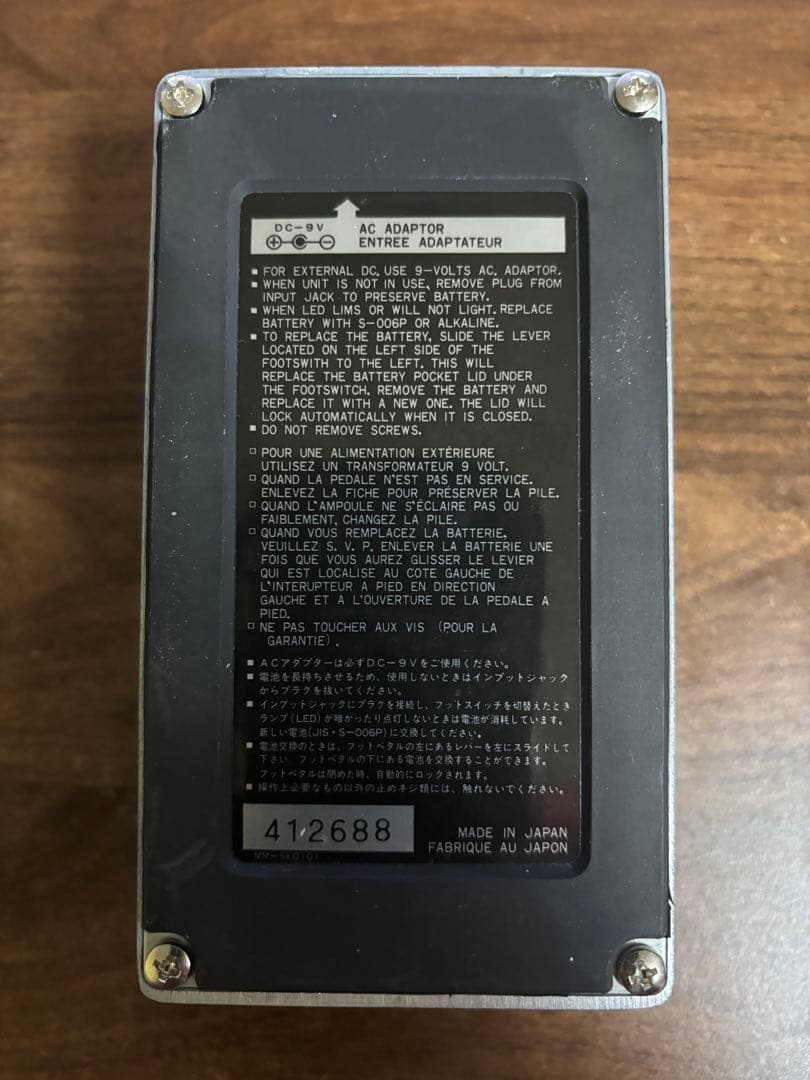 DC-9V
AC ADAPTOR
ENTREE ADAPTATEUR
▪ FOR EXTERNAL DC, USE 9-VOLTS AC, ADAPTOR.
▪ WHEN UNIT IS NOT IN USE, REMOVE PLUG FROM
INPUT JACK TO PRESERVE BATTERY.
▪ WHEN LED LIMS OR WILL NOT LIGHT, REPLACE
BATTERY WITH S-006P OR ALKALINE.
▪ TO REPLACE THE BATTERY, SLIDE THE LEVER
LOCATED ON THE LEFT SIDE OF THE
FOOTSWITH TO THE LEFT. THIS WILL
REPLACE THE BATTERY POCKET LID UNDER
THE FOOTSWITCH. REMOVE THE BATTERY AND
REPLACE IT WITH A NEW ONE. THE LID WILL
LOCK AUTOMATICALLY WHEN IT IS CLOSED.
▪ DO NOT REMOVE SCREWS.
▫ POUR UNE ALIMENTATION EXTÉRIEURE
UTILISEZ UN TRANSFORMATEUR 9 VOLT.
▫ QUAND LA PEDALE N'EST PAS EN SERVICE.
ENLEVEZ LA FICHE POUR PRÉSERVER LA PILE.
▫ QUAND L'AMPOULE NE S'ÉCLAIRE PAS OU
FAIBLEMENT, CHANGEZ LA PILE.
▫ QUAND VOUS REMPLACEZ LA BATTERIE,
VEUILLEZ S. V. P. ENLEVER LA BATTERIE UNE
FOIS QUE VOUS AUREZ GLISSER LE LEVIER
QUI EST LOCALISE AU COTE GAUCHE DE
L'INTERUPTEUR A PIED EN DIRECTION
GAUCHE ET A L'OUVERTURE DE LA PEDALE A
PIED.
▫ NE PAS TOUCHER AUX VIS (POUR LA
GARANTIE).
■ ACアダプターは必ずDC-9Vをご使用ください。
■ 電池を長持ちさせるため、使用しないときはインプットジャック
からプラクを抜いてください。
■ インプットジャックにプラクを接続し、フットスイッチを切替えたとき
ランプ(LED)が暗かったり点灯しないときは電池が消耗しています。
新しい電池(JIS・S-006P)に交換してください。
■ 電池交換のときは、フットペタルの左にあるレバーを左にスライドして
下さい フットペタルの下にある電池を交換することができます。
フットペタルは閉めた時、自動的にロックされます。
■ 操作上必要なもの以外の止めネジ類には、触れないでください。
412688
MADE IN JAPAN
FABRIQUE AU JAPON